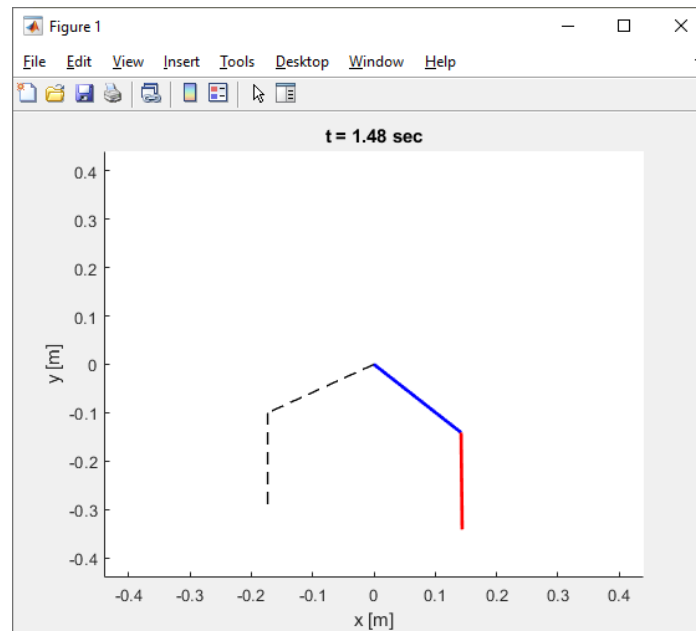 Figure 1
File Edit View Insert Tools Desktop Window Help
t = 1.48 sec
0.4
0.3
0.2
0.1
0
-0.1
-0.2
-0.3
-0.4
y [m]
-0.4 -0.3 -0.2 -0.1 0 0.1 0.2 0.3 0.4
x [m]